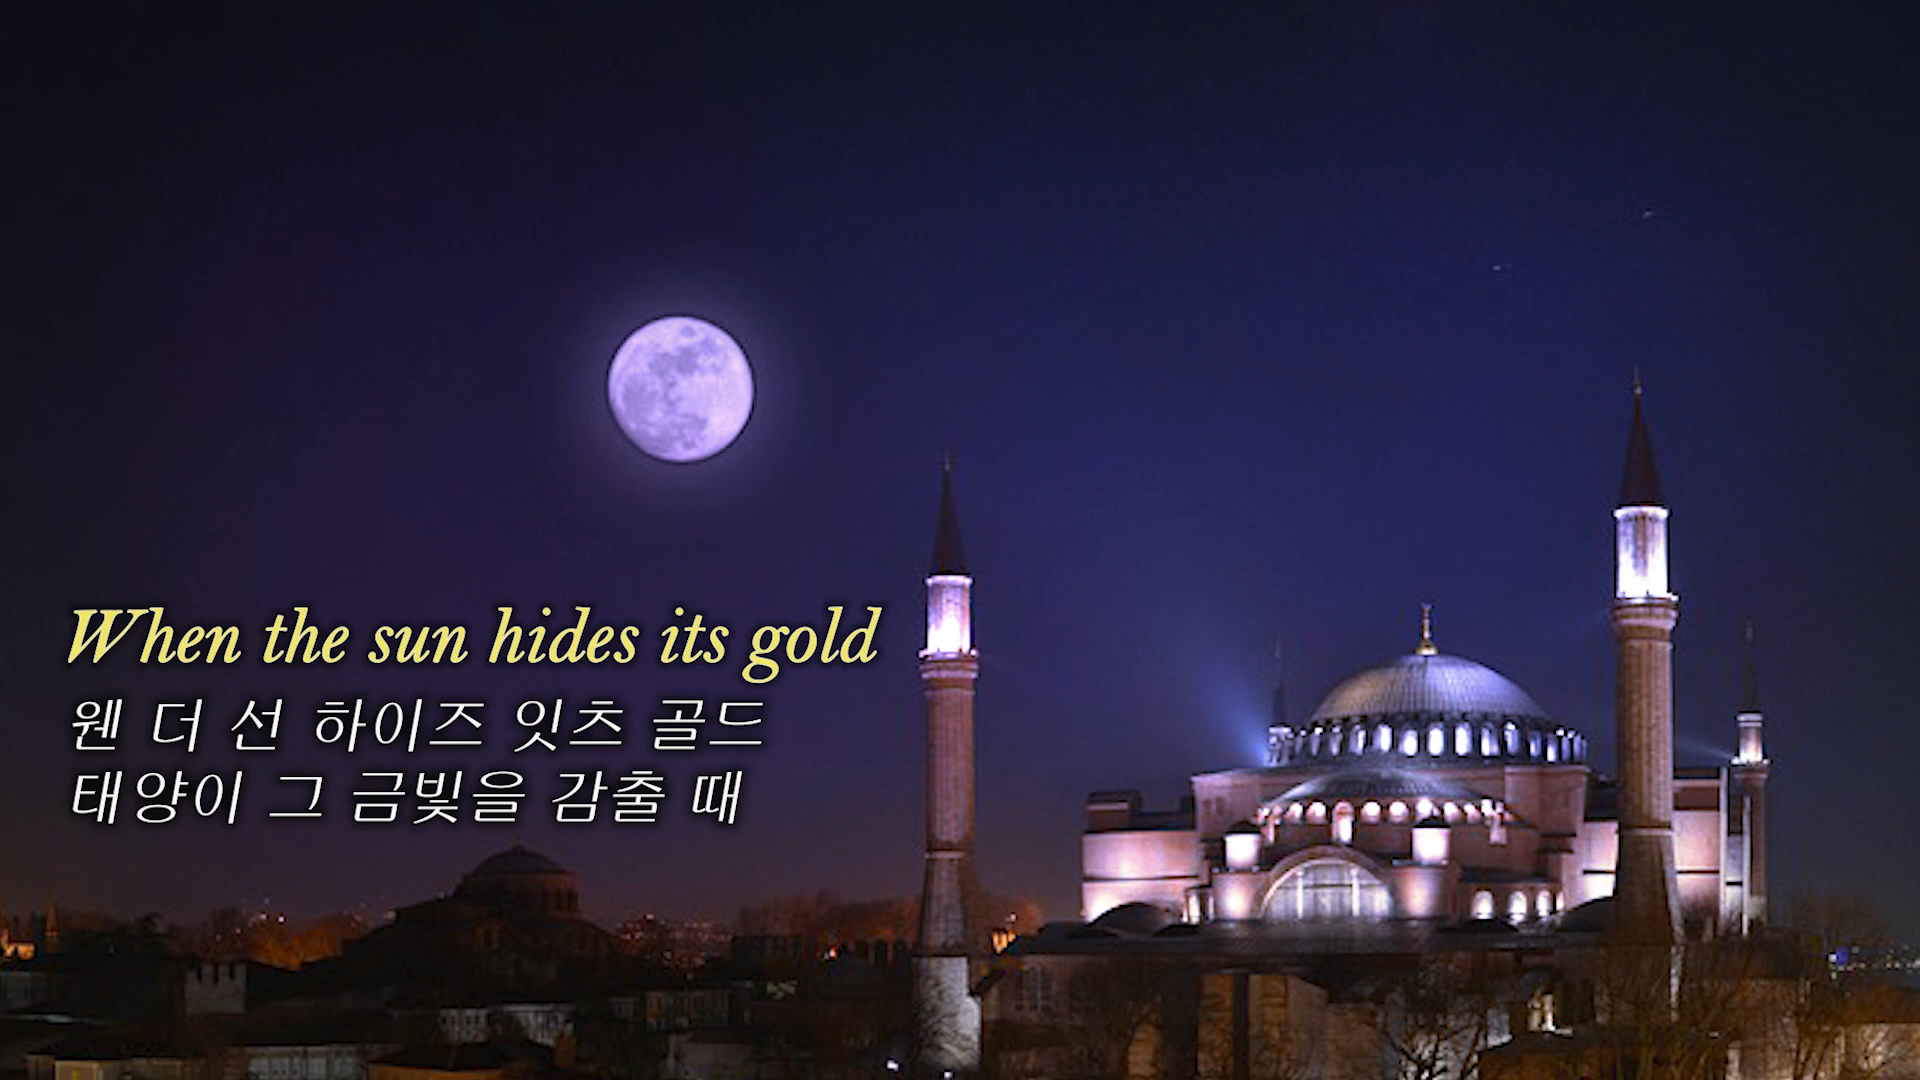 When the sun hides its gold
웬 더 선 하이즈 잇츠 골드
태양이 그 금빛을 감출 때